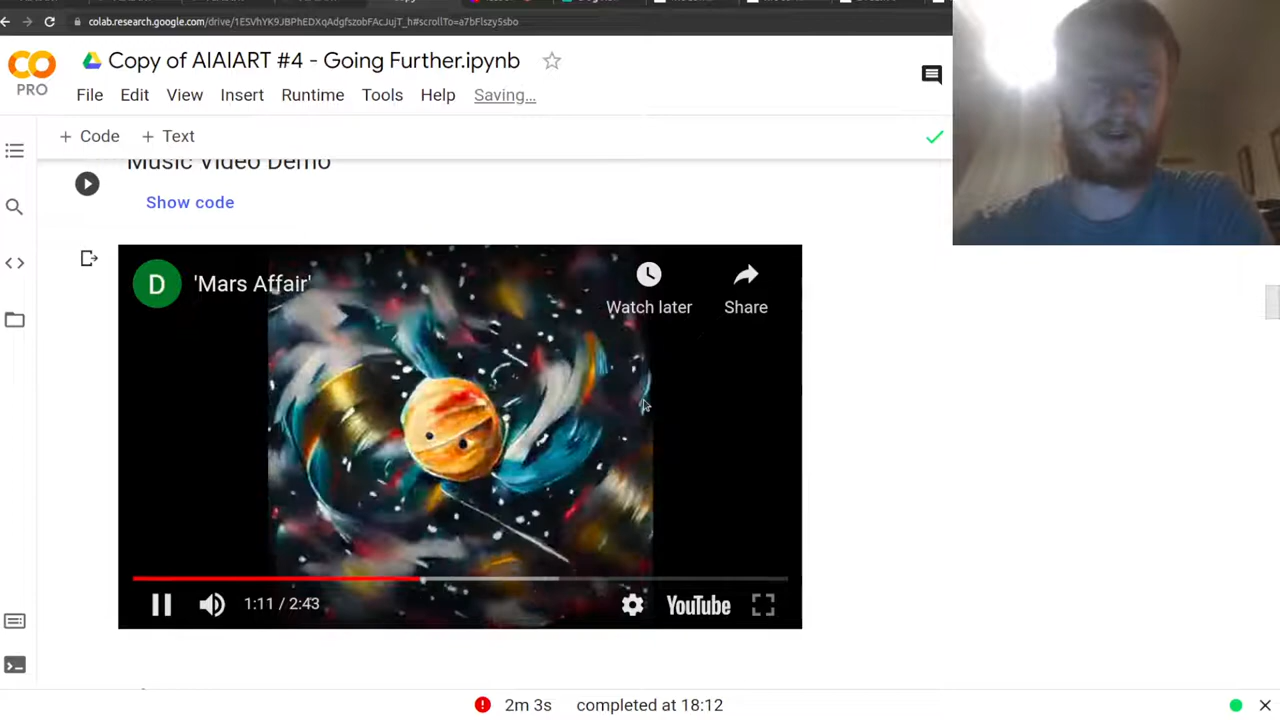 colab.research.google.com/drive/1ESVhYK9JBPhEDXqAdgfszobFAcJujT_h#scrollTo=a7bFlszy5sbo
Copy of AIAIART #4 - Going Further.ipynb
PRO
File Edit View Insert Runtime Tools Help Saving...
+ Code + Text
Music Video Demo
Show code
D 'Mars Affair'
Watch later Share
1:11 / 2:43 YouTube
2m 3s completed at 18:12